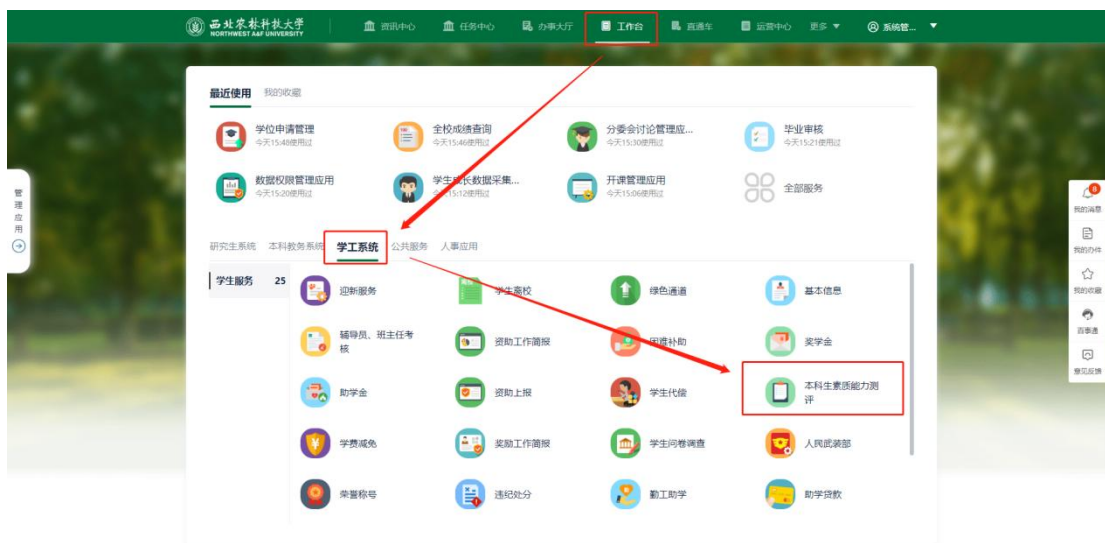 西北农林科技大学 资讯中心 任务中心 办事大厅 工作台 直通车 运营中心 更多 系统管...
NORTHWEST A&F UNIVERSITY
最近使用 我的收藏
学位申请管理 全校成绩查询 分委会讨论管理应... 毕业审核
今天15:48使用过 今天15:46使用过 今天15:30使用过 今天15:21使用过
数据权限管理应用 学生成长数据采集... 开课管理应用 全部服务
今天15:20使用过 今天15:12使用过 今天15:06使用过
研究生系统 本科教务系统 学工系统 公共服务 人事应用
学生服务 25 迎新服务 学生离校 绿色通道 基本信息
辅导员、班主任考 资助工作简报 困难补助 奖学金
核
助学金 资助上报 学生代偿 本科生素质能力测
评
学费减免 奖励工作简报 学生问卷调查 人民武装部
荣誉称号 违纪处分 勤工助学 助学贷款
管
理
应
用
8
我的消息
我的办件
我的收藏
百事通
意见反馈